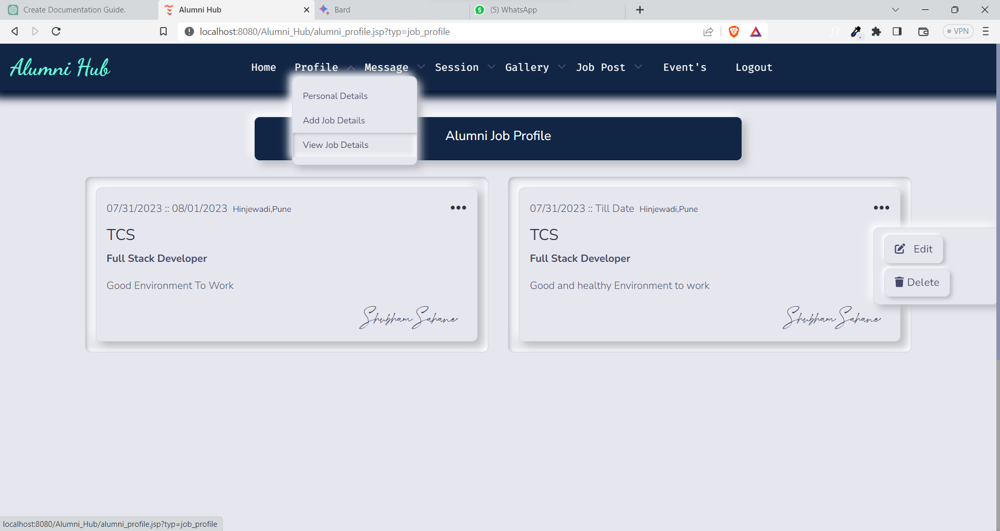 Create Documentation Guide.
Alumni Hub
Bard
5 (5) WhatsApp
localhost:8080/Alumni_Hub/alumni_profile.jsp?typ=job_profile
VPN
Alumni Hub
Home Profile Message Session Gallery Job Post Event's Logout
Personal Details
Add Job Details
View Job Details
Alumni Job Profile
07/31/2023 :: 08/01/2023 Hinjewadi,Pune
TCS
Full Stack Developer
Good Environment To Work
Shubham Sahane
07/31/2023 :: Till Date Hinjewadi,Pune
TCS
Full Stack Developer
Good and healthy Environment to work
Shubham Sahane
Edit
Delete
localhost:8080/Alumni_Hub/alumni_profile.jsp?typ=job_profile